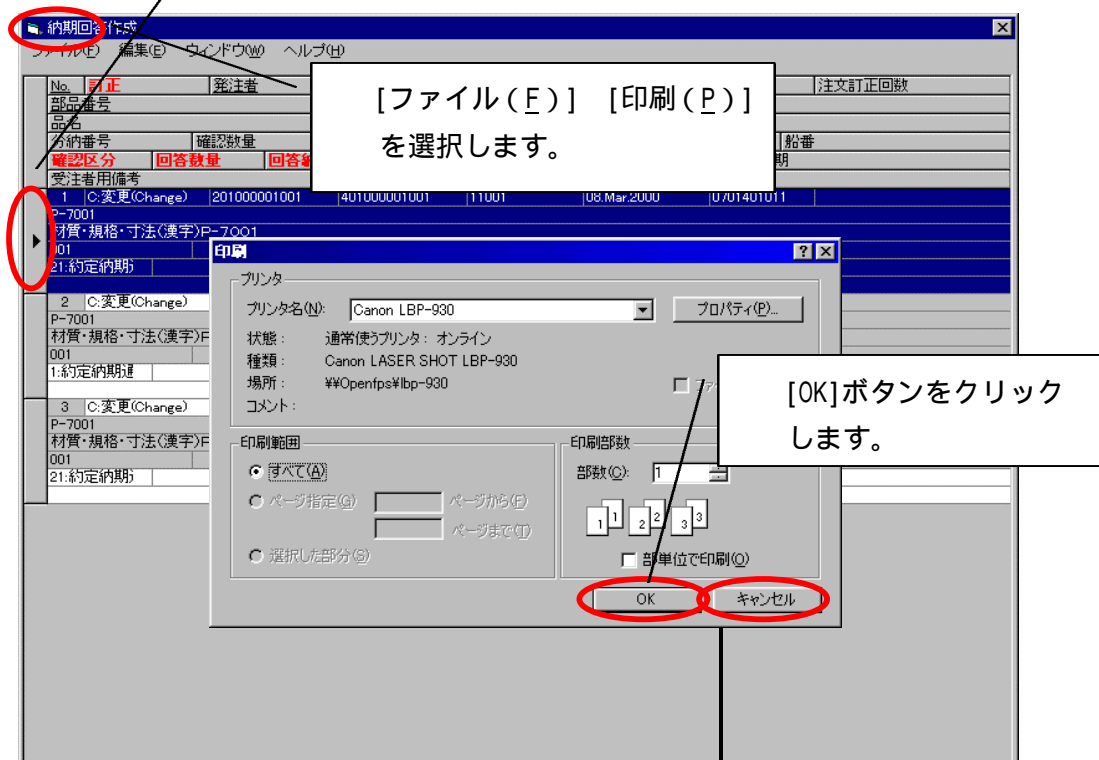 納期回答作成
ファイル(F) 編集(E) ウィンドウ(W) ヘルプ(H)
No. 訂正 発注者 注文訂正回数
部品番号
品名
分納番号 確認数量 船番
確認区分 回答数量 回答 期
受注者用備考
[ファイル(F)] [印刷(P)]
を選択します。
1 C:変更(Change) 201000001001 401000001001 11001 08.Mar.2000 0701401011
P-7001
材質・規格・寸法(漢字)P-7001
001
21:約定納期
2 C:変更(Change)
P-7001
材質・規格・寸法(漢字)P
001
1:約定納期通
3 C:変更(Change)
P-7001
材質・規格・寸法(漢字)P
001
21:約定納期
印刷
プリンタ
プリンタ名(N): Canon LBP-930 プロパティ(P)...
状態: 通常使うプリンタ: オンライン
種類: Canon LASER SHOT LBP-930
場所: ¥¥Openfps¥lbp-930
コメント:
[OK]ボタンをクリック
します。
印刷範囲
すべて(A)
ページ指定(G) ページから(F)
ページまで(T)
選択した部分(S)
印刷部数
部数(C): 1
1 1 2 2 3 3
部単位で印刷(O)
OK キャンセル